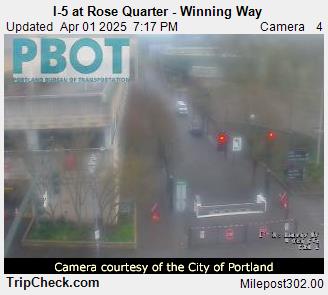 I-5 at Rose Quarter - Winning Way
Updated Apr 01 2025 7:17 PM Camera 4
PBOT
PORTLAND BUREAU OF TRANSPORTATION
Camera courtesy of the City of Portland
TripCheck.com Milepost302.00